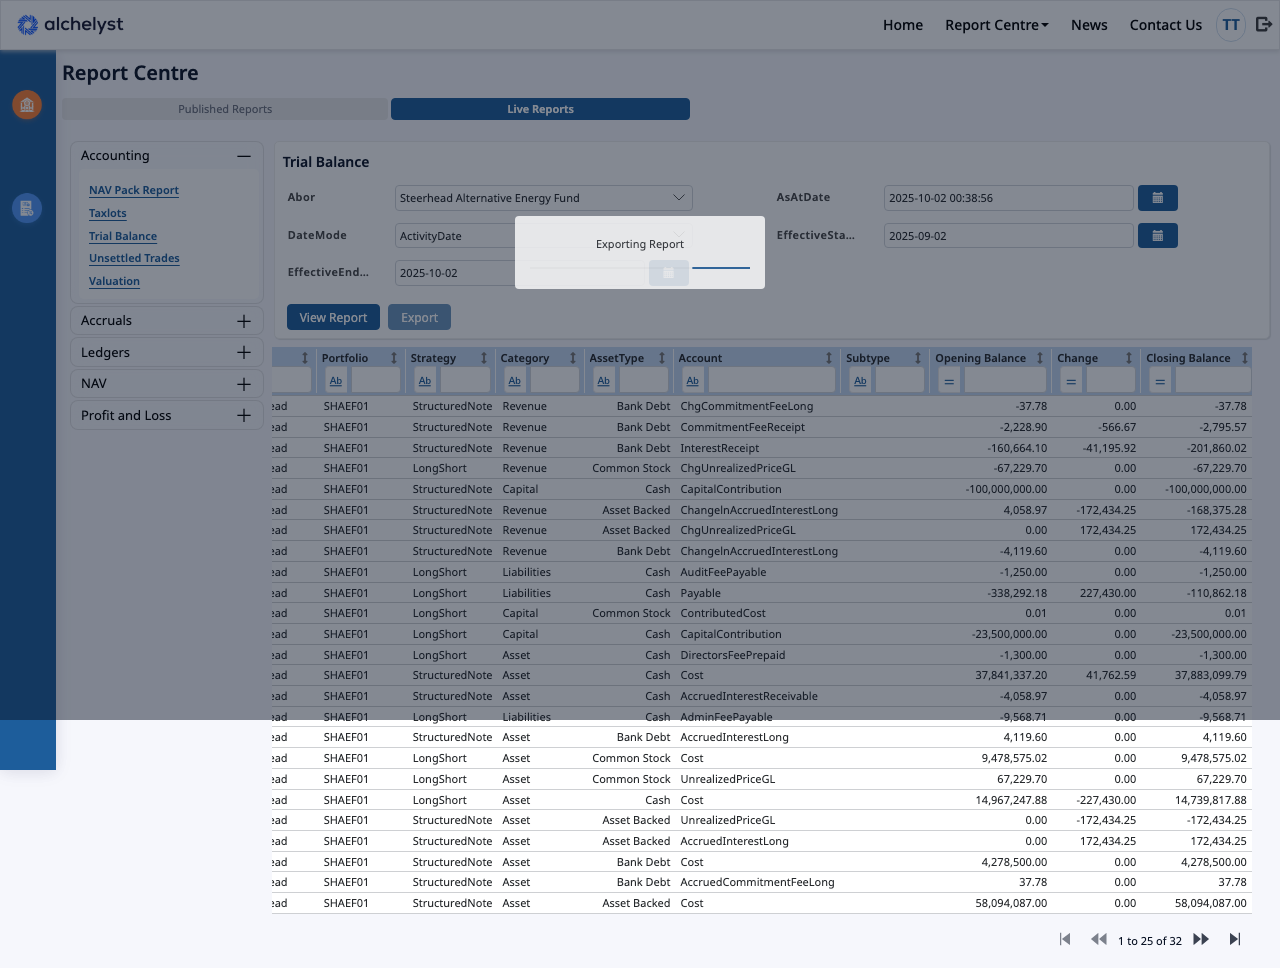 alchelyst
Home Report Centre News Contact Us TT
Report Centre
Published Reports Live Reports
Accounting
NAV Pack Report
Taxlots
Trial Balance
Unsettled Trades
Valuation
Accruals
Ledgers
NAV
Profit and Loss
Trial Balance
Abor Steerhead Alternative Energy Fund AsAtDate 2025-10-02 00:38:56
DateMode ActivityDate EffectiveSta... 2025-09-02
EffectiveEnd... 2025-10-02
Exporting Report
View Report Export
Portfolio Strategy Category AssetType Account Subtype Opening Balance Change Closing Balance
Ab Ab Ab Ab Ab Ab = = =
ead SHAEF01 StructuredNote Revenue Bank Debt ChgCommitmentFeeLong -37.78 0.00 -37.78
ead SHAEF01 StructuredNote Revenue Bank Debt CommitmentFeeReceipt -2,228.90 -566.67 -2,795.57
ead SHAEF01 StructuredNote Revenue Bank Debt InterestReceipt -160,664.10 -41,195.92 -201,860.02
ead SHAEF01 LongShort Revenue Common Stock ChgUnrealizedPriceGL -67,229.70 0.00 -67,229.70
ead SHAEF01 StructuredNote Capital Cash CapitalContribution -100,000,000.00 0.00 -100,000,000.00
ead SHAEF01 StructuredNote Revenue Asset Backed ChangeInAccruedInterestLong 4,058.97 -172,434.25 -168,375.28
ead SHAEF01 StructuredNote Revenue Asset Backed ChgUnrealizedPriceGL 0.00 172,434.25 172,434.25
ead SHAEF01 StructuredNote Revenue Bank Debt ChangeInAccruedInterestLong -4,119.60 0.00 -4,119.60
ead SHAEF01 LongShort Liabilities Cash AuditFeePayable -1,250.00 0.00 -1,250.00
ead SHAEF01 LongShort Liabilities Cash Payable -338,292.18 227,430.00 -110,862.18
ead SHAEF01 LongShort Capital Common Stock ContributedCost 0.01 0.00 0.01
ead SHAEF01 LongShort Capital Cash CapitalContribution -23,500,000.00 0.00 -23,500,000.00
ead SHAEF01 LongShort Asset Cash DirectorsFeePrepaid -1,300.00 0.00 -1,300.00
ead SHAEF01 StructuredNote Asset Cash Cost 37,841,337.20 41,762.59 37,883,099.79
ead SHAEF01 StructuredNote Asset Cash AccruedInterestReceivable -4,058.97 0.00 -4,058.97
ead SHAEF01 LongShort Liabilities Cash AdminFeePayable -9,568.71 0.00 -9,568.71
ead SHAEF01 StructuredNote Asset Bank Debt AccruedInterestLong 4,119.60 0.00 4,119.60
ead SHAEF01 LongShort Asset Common Stock Cost 9,478,575.02 0.00 9,478,575.02
ead SHAEF01 LongShort Asset Common Stock UnrealizedPriceGL 67,229.70 0.00 67,229.70
ead SHAEF01 LongShort Asset Cash Cost 14,967,247.88 -227,430.00 14,739,817.88
ead SHAEF01 StructuredNote Asset Asset Backed UnrealizedPriceGL 0.00 -172,434.25 -172,434.25
ead SHAEF01 StructuredNote Asset Asset Backed AccruedInterestLong 0.00 172,434.25 172,434.25
ead SHAEF01 StructuredNote Asset Bank Debt Cost 4,278,500.00 0.00 4,278,500.00
ead SHAEF01 StructuredNote Asset Bank Debt AccruedCommitmentFeeLong 37.78 0.00 37.78
ead SHAEF01 StructuredNote Asset Asset Backed Cost 58,094,087.00 0.00 58,094,087.00
1 to 25 of 32